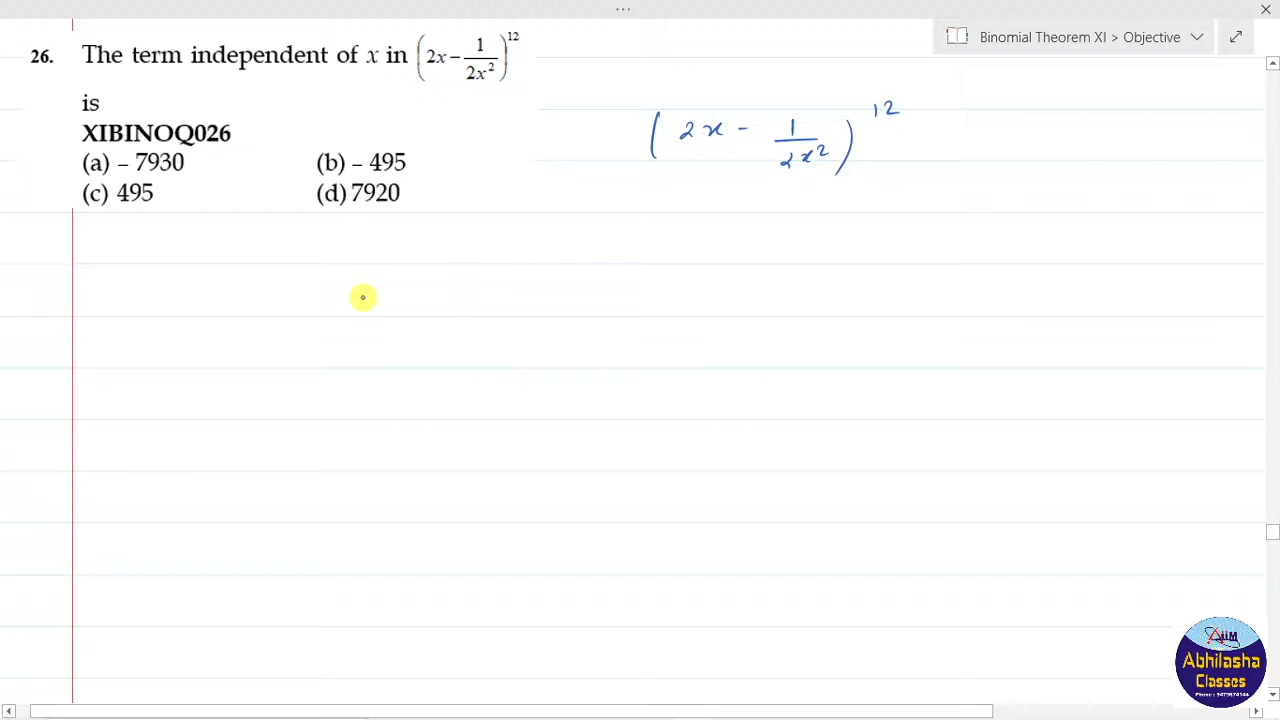 ...
Binomial Theorem XI > Objective
26. The term independent of x in (2x - 1/2x²)¹²
is
XIBINOQ026
(a) – 7930 (b) – 495
(c) 495 (d) 7920
(2x - 1/2x²)¹²
AIIM
Abhilasha
Classes